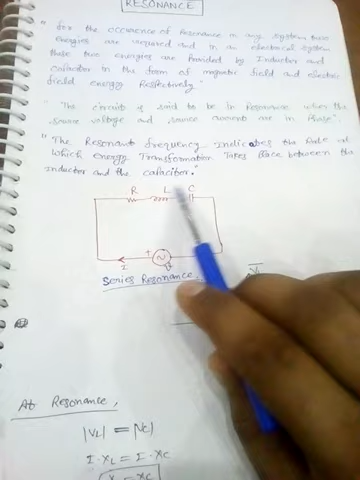 RESONANCE
"For the occurence of Resonance in any system two
energies are required and in an electrical system
these two energies are Provided by Inductor and
capacitor in the form of magnetic field and electric
field energy Respectively"
"The circuit is said to be in Resonance when the
source voltage and source current are in Phase".
"The Resonant frequency Indicates the Rate at
which energy Transformation Takes Place between the
Inductor and the capacitor."
R L C
+
I
Series Resonance
At Resonance,
|VL| = |VC|
I·XL = I·XC
XL = XC